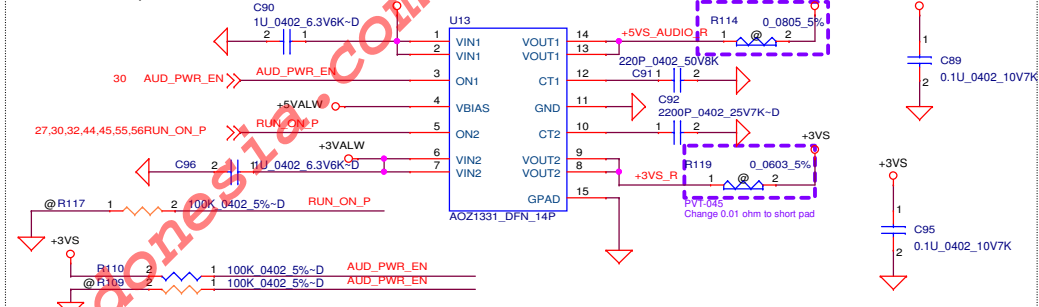 C90
1U_0402_6.3V6K~D
2
1
U13
1
VIN1
2
VIN1
3
ON1
4
VBIAS
5
ON2
6
VIN2
7
VIN2
VOUT1
14
VOUT1
13
CT1
12
GND
11
CT2
10
VOUT2
9
VOUT2
8
GPAD
15
AOZ1331_DFN_14P
30
AUD_PWR_EN
AUD_PWR_EN
+5VALW
27,30,32,44,45,55,56RUN_ON_P
RUN_ON_P
+3VALW
C96
2
1
1U_0402_6.3V6K~D
@
R117
1
2
100K_0402_5%~D
RUN_ON_P
+3VS
R110
2
1
100K_0402_5%~D
AUD_PWR_EN
@
R109
2
1
100K_0402_5%~D
AUD_PWR_EN
+5VS_AUDIO_R
R114
0_0805_5%
1
@
2
220P_0402_50V8K
C91
1
2
C92
2200P_0402_25V7K~D
1
2
+3VS
R119
0_0603_5%
1
@
2
+3VS_R
PVT-045
Change 0.01 ohm to short pad
1
C89
2
0.1U_0402_10V7K
+3VS
1
C95
2
0.1U_0402_10V7K
donesia.com